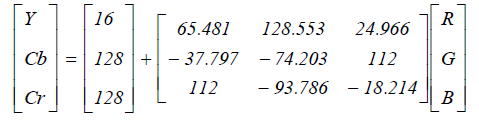 Y 16 65.481 128.553 24.966 R
Cb = 128 + − 37.797 − 74.203 112 G
Cr 128 112 − 93.786 − 18.214 B